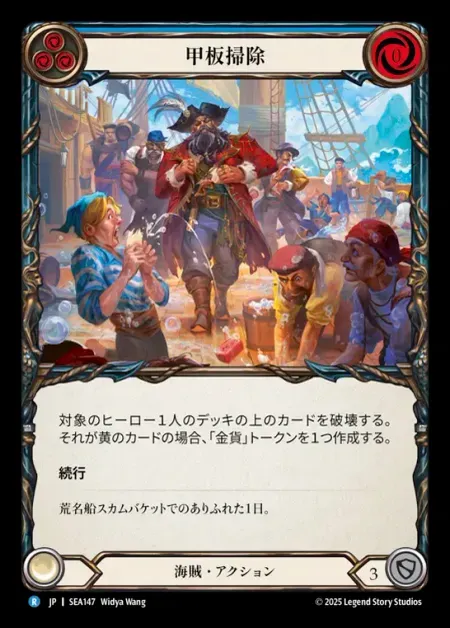 甲板掃除
0
対象のヒーロー1人のデッキの上のカードを破壊する。
それが黄のカードの場合、「金貨」トークンを1つ作成する。
続行
荒名船スカムバケットでのありふれた1日。
海賊・アクション
3
R JP | SEA147 Widya Wang
© 2025 Legend Story Studios